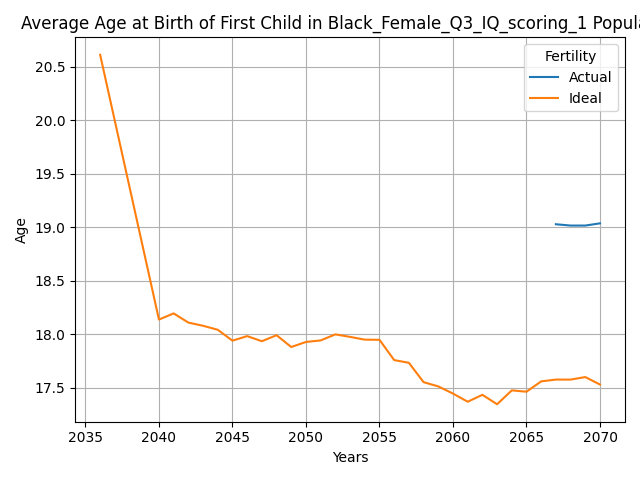 Average Age at Birth of First Child in Black_Female_Q3_IQ_scoring_1 Popula
Fertility
Actual
Ideal
20.5
20.0
19.5
19.0
18.5
18.0
17.5
Age
2035 2040 2045 2050 2055 2060 2065 2070
Years